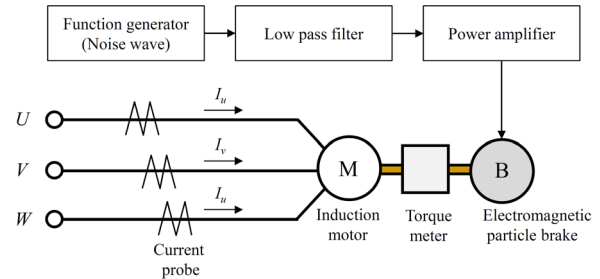 Function generator
(Noise wave)
Low pass filter
Power amplifier
U
I_u
V
I_v
W
I_u
M
B
Induction
motor
Torque
meter
Electromagnetic
particle brake
Current
probe